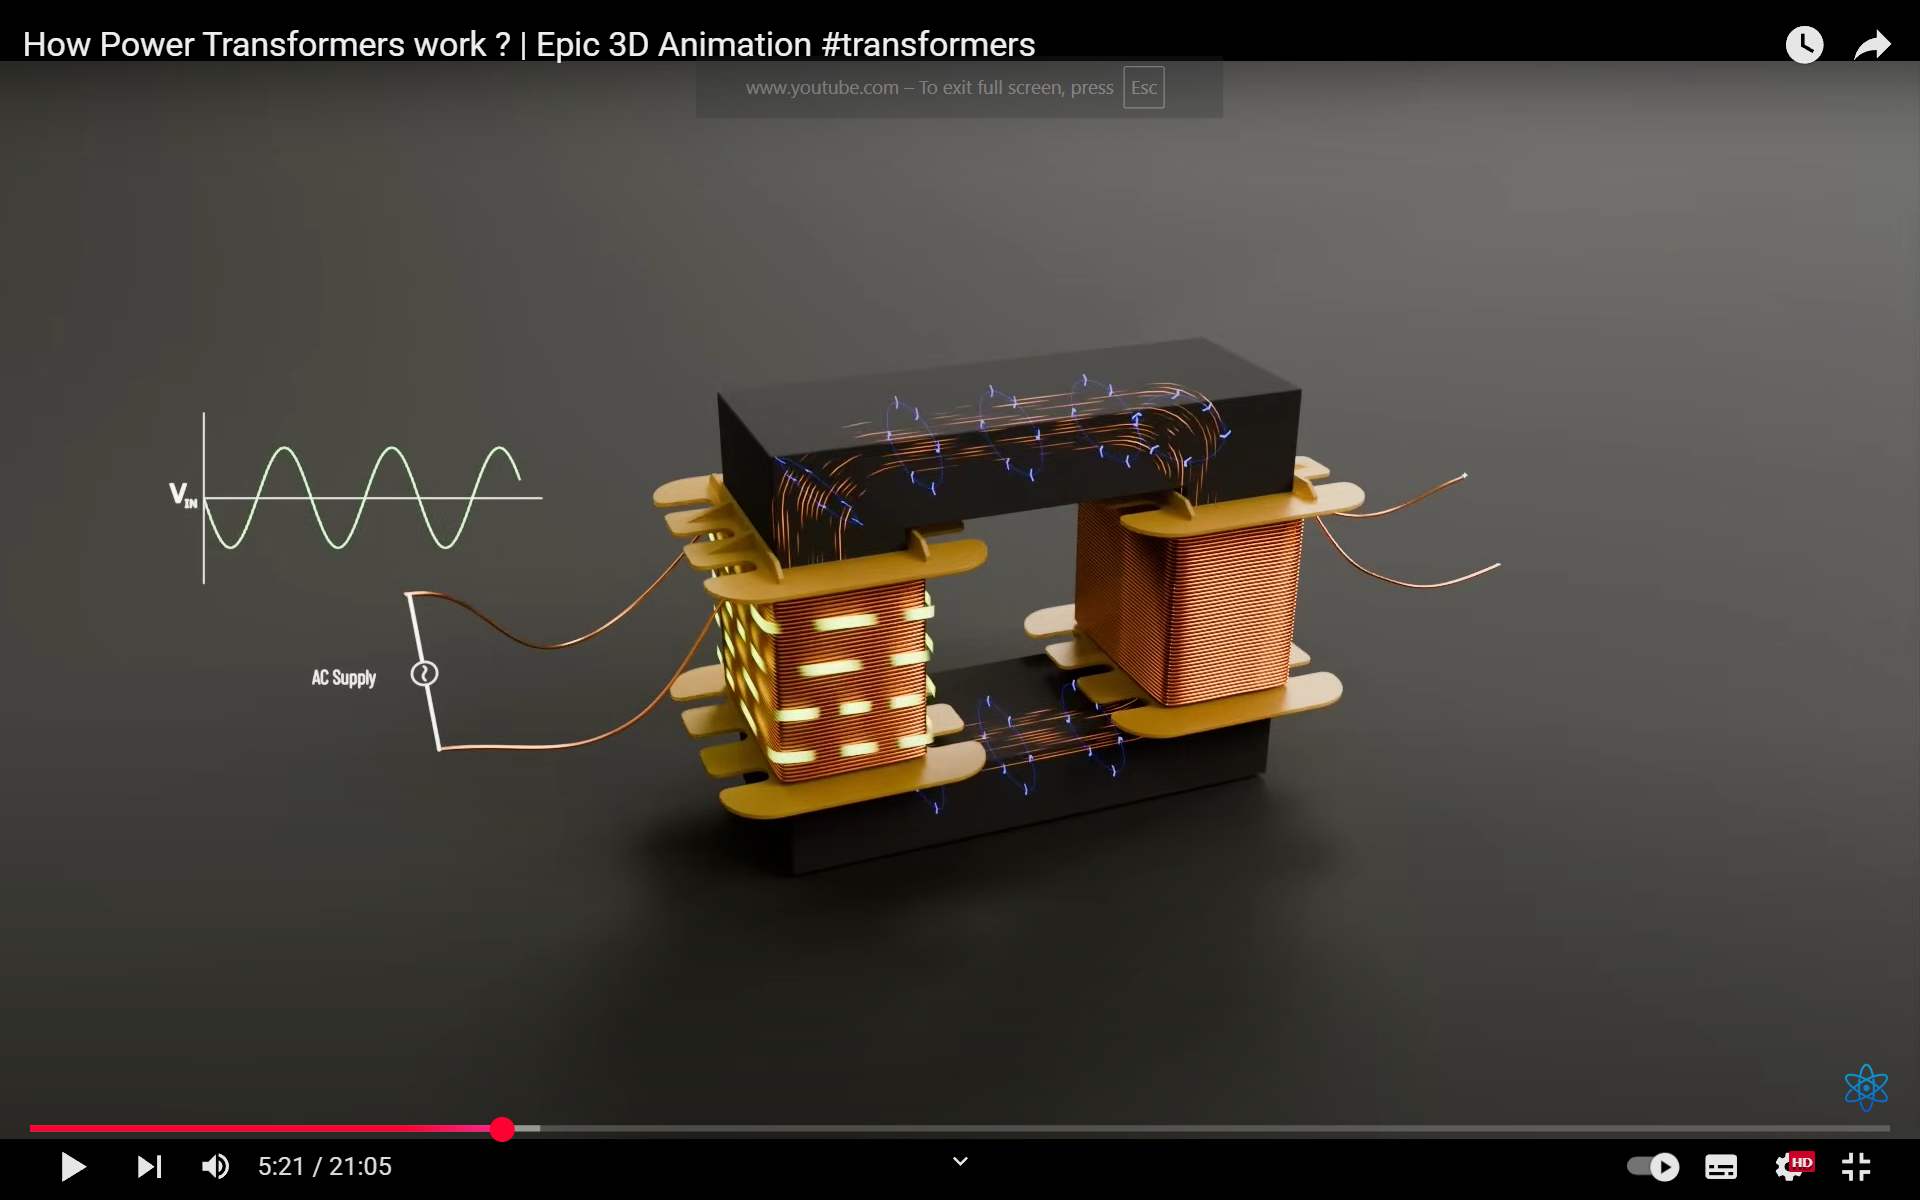 How Power Transformers work ? | Epic 3D Animation #transformers
www.youtube.com – To exit full screen, press Esc
VIN
AC Supply
5:21 / 21:05
HD